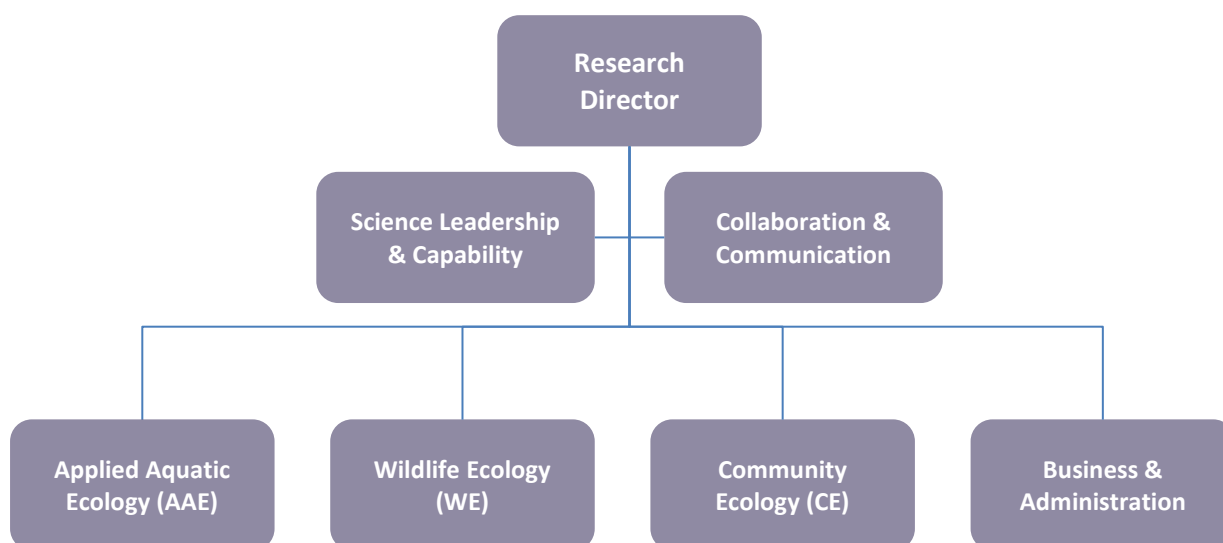 Research
Director
Science Leadership
& Capability
Collaboration &
Communication
Applied Aquatic
Ecology (AAE)
Wildlife Ecology
(WE)
Community
Ecology (CE)
Business &
Administration